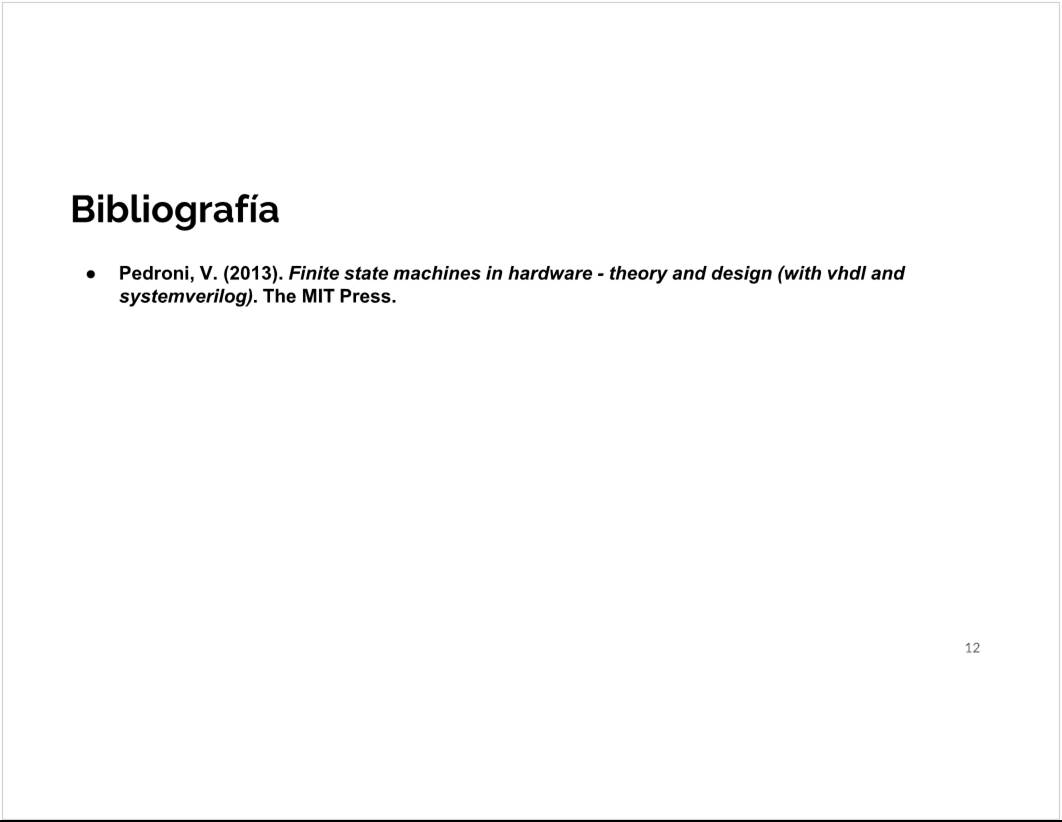 Bibliografía
● Pedroni, V. (2013). Finite state machines in hardware - theory and design (with vhdl and
systemverilog). The MIT Press.
12